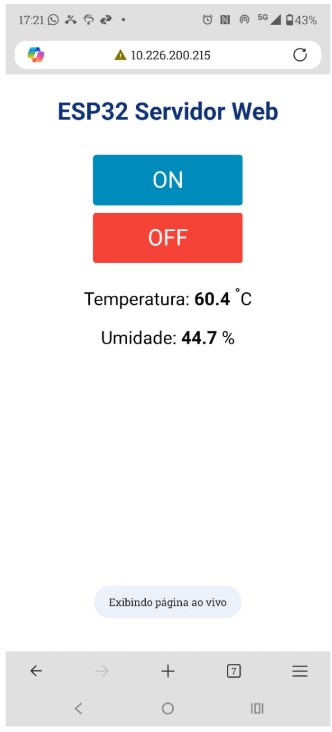 17:21
5G 43%
10.226.200.215
ESP32 Servidor Web
ON
OFF
Temperatura: 60.4 °C
Umidade: 44.7 %
Exibindo página ao vivo
7